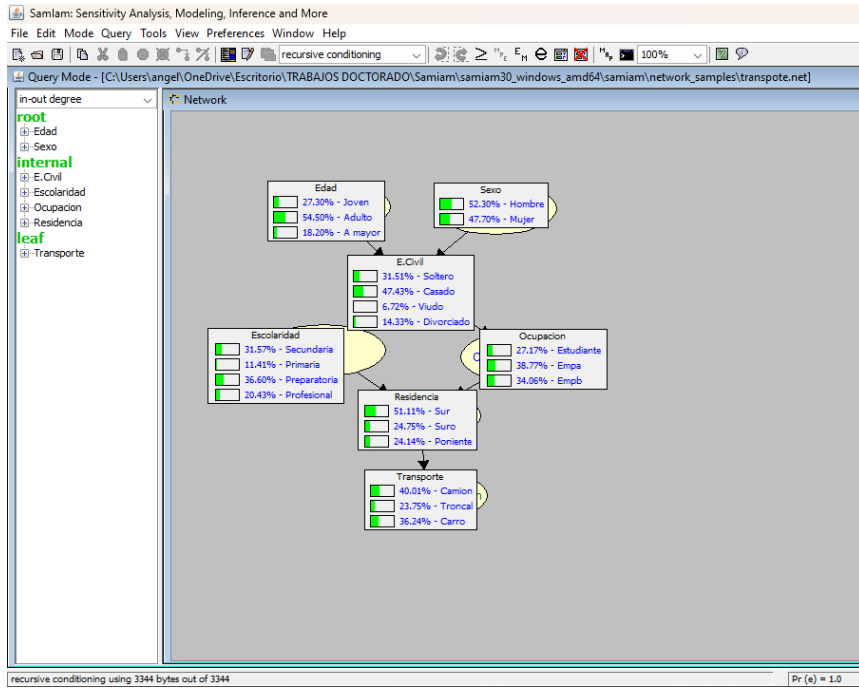 SamIam: Sensitivity Analysis, Modeling, Inference and More
File Edit Mode Query Tools View Preferences Window Help
recursive conditioning 100%
Query Mode - [C:\Users\angel\OneDrive\Escritorio\TRABAJOS DOCTORADO\Samiam\samiam30_windows_amd64\samiam\network_samples\transpote.net]
in-out degree
root
Edad
Sexo
internal
E.Civil
Escolaridad
Ocupacion
Residencia
leaf
Transporte
Network
Edad
27.30% - Joven
54.50% - Adulto
18.20% - A mayor
Sexo
52.30% - Hombre
47.70% - Mujer
E.Civil
31.51% - Soltero
47.43% - Casado
6.72% - Viudo
14.33% - Divorciado
Escolaridad
31.57% - Secundaria
11.41% - Primaria
36.60% - Preparatoria
20.43% - Profesional
Ocupacion
27.17% - Estudiante
38.77% - Empa
34.06% - Empb
Residencia
51.11% - Sur
24.75% - Suro
24.14% - Poniente
Transporte
40.01% - Camion
23.75% - Troncal
36.24% - Carro
recursive conditioning using 3344 bytes out of 3344
Pr (e) = 1.0